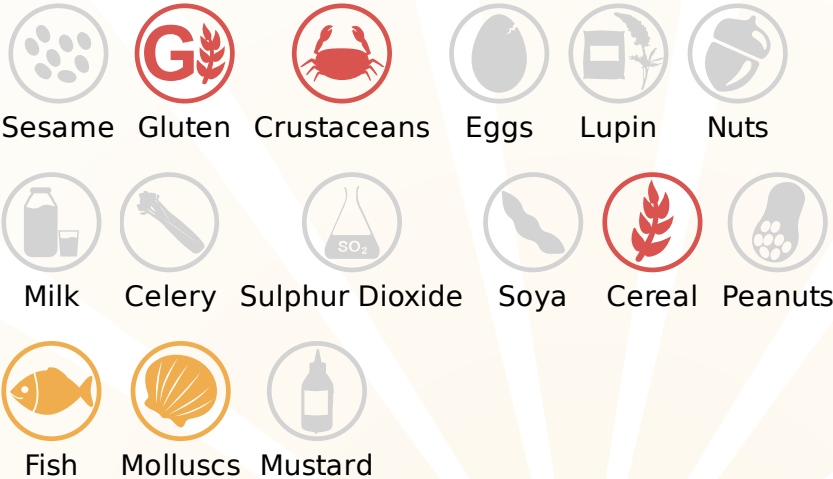 G
Sesame Gluten Crustaceans Eggs Lupin Nuts
SO₂
Milk Celery Sulphur Dioxide Soya Cereal Peanuts
Fish Molluscs Mustard